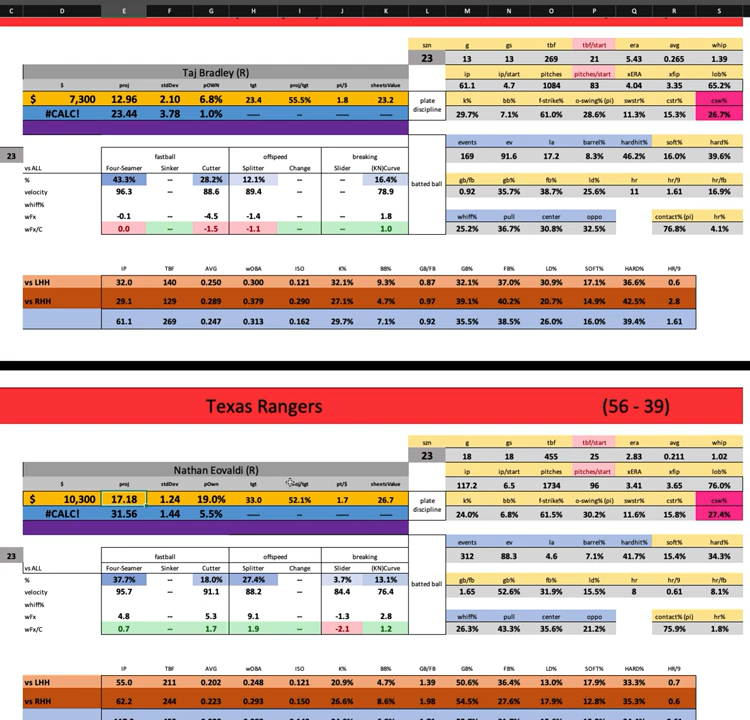 C D E F G H I J K L M N O P Q R S
szn g gs tbf tbf/start era avg whip
23 13 13 269 21 5.43 0.265 1.39
Taj Bradley (R) ip ip/start pitches pitches/start xERA xfip lob%
$ proj stdDev pOWN tgt proj/tgt pt/$ sheetsValue 61.1 4.7 1084 83 4.04 3.35 65.2%
$ 7,300 12.96 2.10 6.8% 23.4 55.5% 1.8 23.2 plate discipline k% bb% f-strike% o-swing% (pi) swstr% cstr% csw%
#CALC! 23.44 3.78 1.0% ---- -- ---- ---- 29.7% 7.1% 61.0% 28.6% 11.3% 15.3% 26.7%
events ev la barrel% hardhit% soft% hard%
23 fastball offspeed breaking 169 91.6 17.2 8.3% 46.2% 16.0% 39.6%
vs ALL Four-Seamer Sinker Cutter Splitter Change Slider (KN)Curve
% 43.3% -- 28.2% 12.1% -- -- 16.4% batted ball gb/fb gb% fb% ld% hr hr/9 hr/fb
velocity 96.3 88.6 89.4 78.9 0.92 35.7% 38.7% 25.6% 11 1.61 16.9%
whiff%
wFx -0.1 -4.5 -1.4 1.8 whiff% pull center oppo contact% (pi) hr%
wFx/C 0.0 -- -1.5 -1.1 -- -- 1.0 25.2% 36.7% 30.8% 32.5% 76.8% 4.1%
IP TBF AVG wOBA ISO K% BB% GB/FB GB% FB% LD% SOFT% HARD% HR/9
vs LHH 32.0 140 0.250 0.300 0.121 32.1% 9.3% 0.87 32.1% 37.0% 30.9% 17.1% 36.6% 0.6
vs RHH 29.1 129 0.289 0.379 0.290 27.1% 4.7% 0.97 39.1% 40.2% 20.7% 14.9% 42.5% 2.8
61.1 269 0.247 0.313 0.162 29.7% 7.1% 0.92 35.5% 38.5% 26.0% 16.0% 39.4% 1.61
Texas Rangers (56 - 39)
szn g gs tbf tbf/start era avg whip
23 18 18 455 25 2.83 0.211 1.02
Nathan Eovaldi (R) ip ip/start pitches pitches/start xERA xfip lob%
$ proj stdDev pOwn tgt pt/$ sheetsValue 117.2 6.5 1734 96 3.41 3.65 76.0%
$ 10,300 17.18 1.24 19.0% 33.0 52.1% 1.7 26.7 plate discipline k% bb% f-strike% o-swing% (pi) swstr% cstr% csw%
#CALC! 31.56 1.44 5.5% ---- -- ---- ---- 24.0% 6.8% 61.5% 30.2% 11.6% 15.8% 27.4%
events ev la barrel% hardhit% soft% hard%
23 fastball offspeed breaking 312 88.3 4.6 7.1% 41.7% 15.4% 34.3%
vs ALL Four-Seamer Sinker Cutter Splitter Change Slider (KN)Curve
% 37.7% -- 18.0% 27.4% -- 3.7% 13.1% batted ball gb/fb gb% fb% ld% hr hr/9 hr/fb
velocity 95.7 91.1 88.2 84.4 76.4 1.65 52.6% 31.9% 15.5% 8 0.61 8.1%
whiff%
wFx 4.8 5.3 9.1 -1.3 2.8 whiff% pull center oppo contact% (pi) hr%
wFx/C 0.7 -- 1.7 1.9 -- -2.1 1.2 26.3% 43.3% 35.6% 21.2% 75.9% 1.8%
IP TBF AVG wOBA ISO K% BB% GB/FB GB% FB% LD% SOFT% HARD% HR/9
vs LHH 55.0 211 0.202 0.248 0.121 20.9% 4.7% 1.39 50.6% 36.4% 13.0% 17.9% 33.3% 0.7
vs RHH 62.2 244 0.223 0.293 0.150 26.6% 8.6% 1.98 54.5% 27.6% 17.9% 12.8% 35.3% 0.6